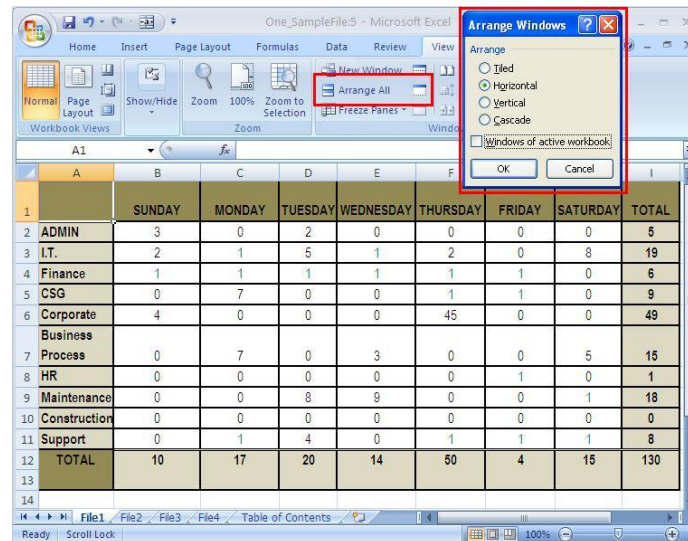 One_SampleFile:5 - Microsoft Excel
Home Insert Page Layout Formulas Data Review View
Normal Page Layout Show/Hide Zoom 100% Zoom to Selection New Window Arrange All Freeze Panes
Workbook Views Zoom Windo
Arrange Windows
Arrange
Tiled
Horizontal
Vertical
Cascade
Windows of active workbook
OK Cancel
A1 fx
A B C D E F I
1 SUNDAY MONDAY TUESDAY WEDNESDAY THURSDAY FRIDAY SATURDAY TOTAL
2 ADMIN 3 0 2 0 0 0 0 5
3 I.T. 2 1 5 1 2 0 8 19
4 Finance 1 1 1 1 1 1 0 6
5 CSG 0 7 0 0 1 1 0 9
6 Corporate 4 0 0 0 45 0 0 49
Business
7 Process 0 7 0 3 0 0 5 15
8 HR 0 0 0 0 0 1 0 1
9 Maintenance 0 0 8 9 0 0 1 18
10 Construction 0 0 0 0 0 0 0 0
11 Support 0 1 4 0 1 1 1 8
12 TOTAL 10 17 20 14 50 4 15 130
13
14
File1 File2 File3 File4 Table of Contents
Ready Scroll Lock 100%